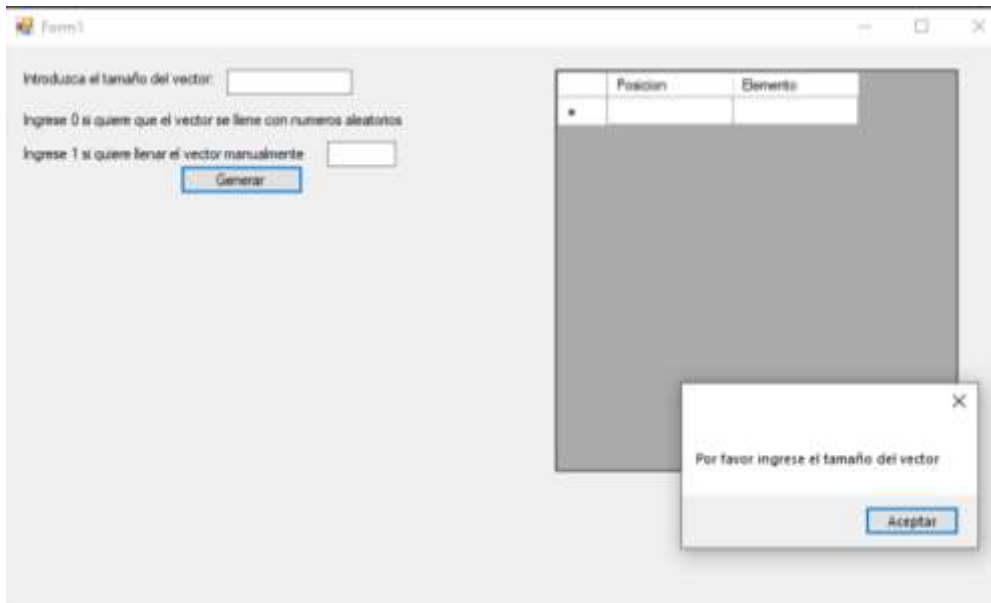 Form1
Introduzca el tamaño del vector:
Ingrese 0 si quiere que el vector se llene con numeros aleatorios
Ingrese 1 si quiere llenar el vector manualmente
Generar
Posicion Elemento
Por favor ingrese el tamaño del vector
Aceptar